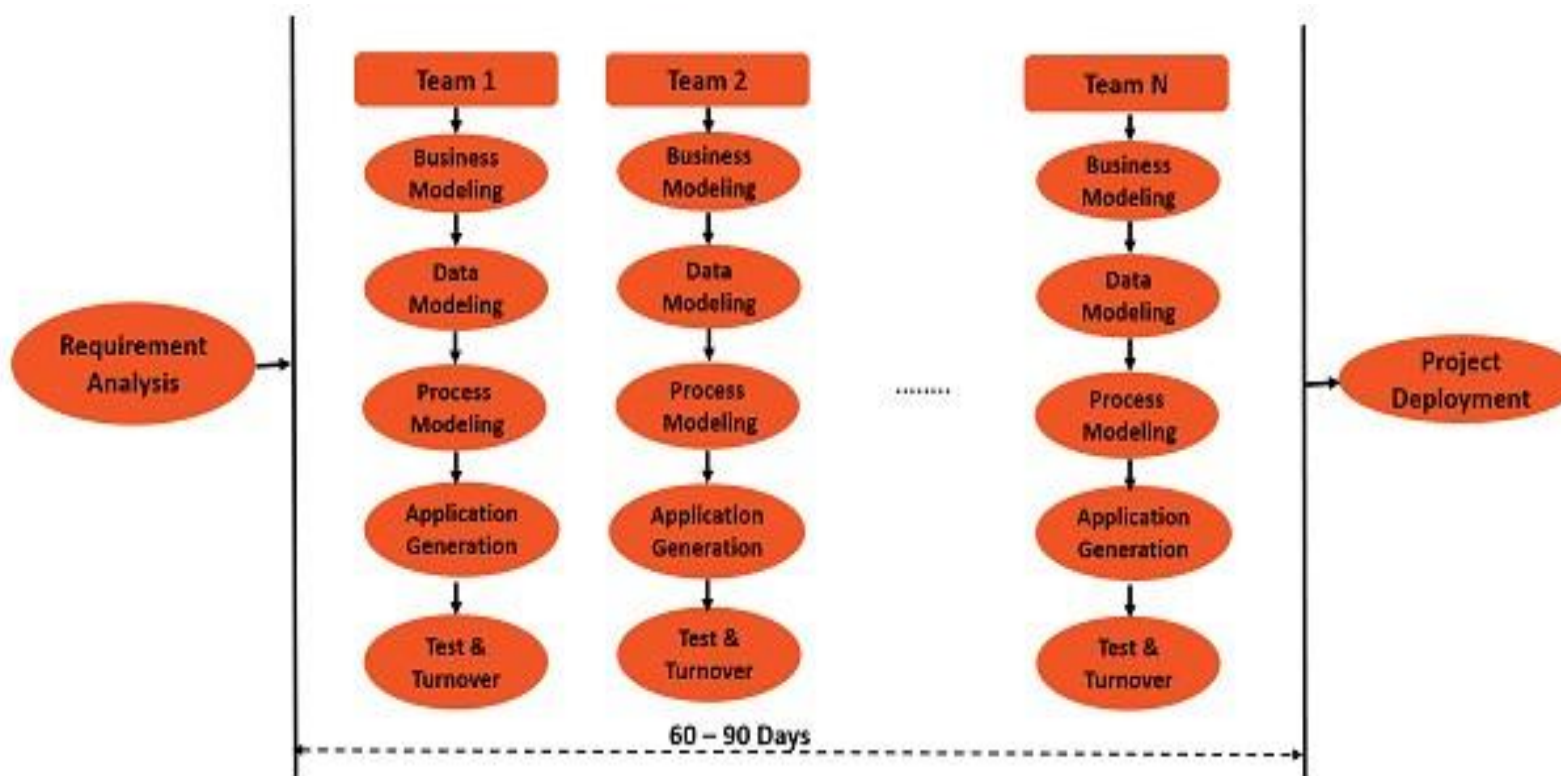 Team 1
Business
Modeling
Data
Modeling
Process
Modeling
Application
Generation
Test &
Turnover
Team 2
Business
Modeling
Data
Modeling
Process
Modeling
Application
Generation
Test &
Turnover
........
Team N
Business
Modeling
Data
Modeling
Process
Modeling
Application
Generation
Test &
Turnover
Requirement
Analysis
Project
Deployment
60 – 90 Days